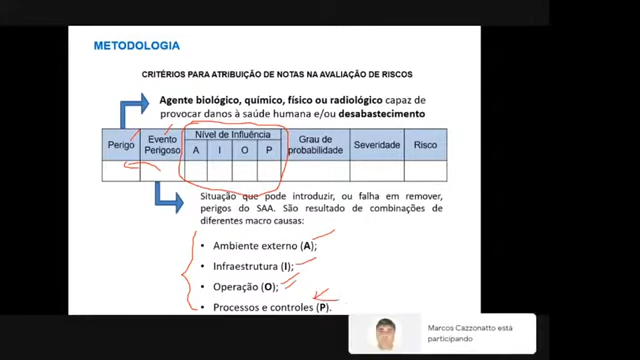 METODOLOGIA
CRITÉRIOS PARA ATRIBUIÇÃO DE NOTAS NA AVALIAÇÃO DE RISCOS
Agente biológico, químico, físico ou radiológico capaz de
provocar danos à saúde humana e/ou desabastecimento
Perigo
Evento
Perigoso
Nível de Influência
A I O P
Grau de
probabilidade
Severidade
Risco
Situação que pode introduzir, ou falha em remover,
perigos do SAA. São resultado de combinações de
diferentes macro causas:
• Ambiente externo (A);
• Infraestrutura (I);
• Operação (O);
• Processos e controles (P).
Marcos Cazzonatto está
participando